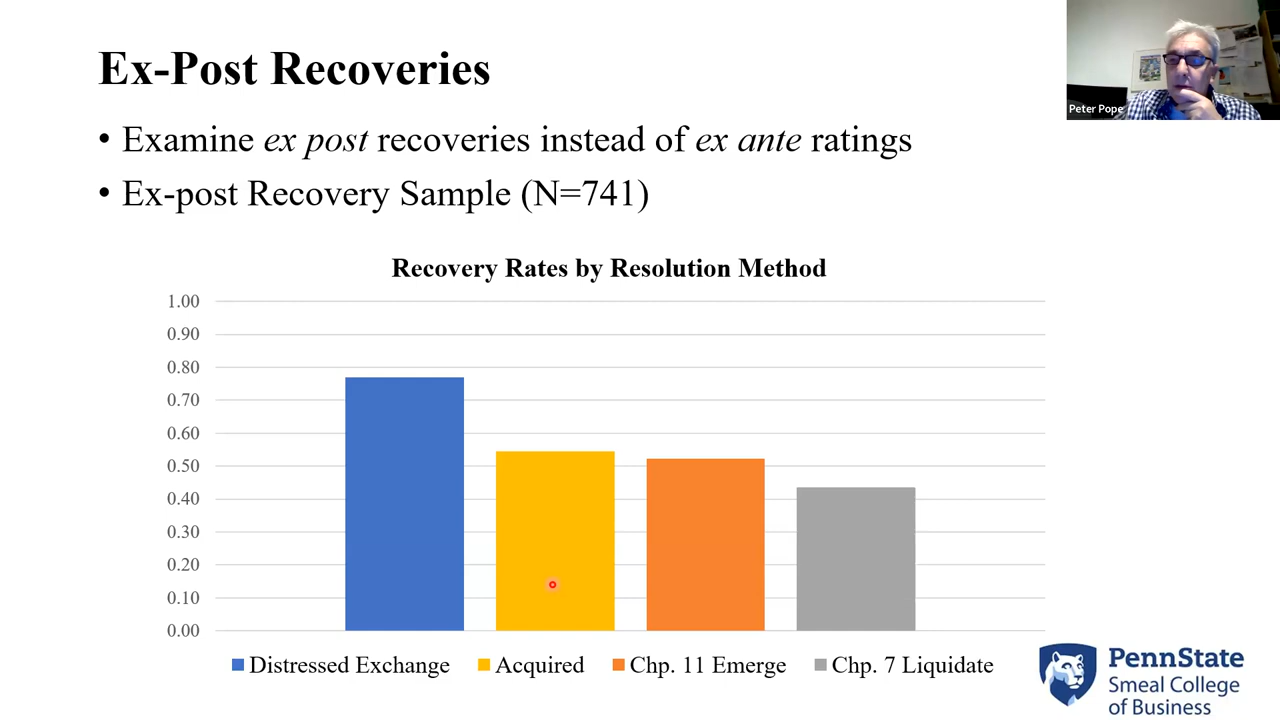 Ex-Post Recoveries
Peter Pope
• Examine ex post recoveries instead of ex ante ratings
• Ex-post Recovery Sample (N=741)
Recovery Rates by Resolution Method
1.00
0.90
0.80
0.70
0.60
0.50
0.40
0.30
0.20
0.10
0.00
Distressed Exchange Acquired Chp. 11 Emerge Chp. 7 Liquidate
PennState
Smeal College
of Business